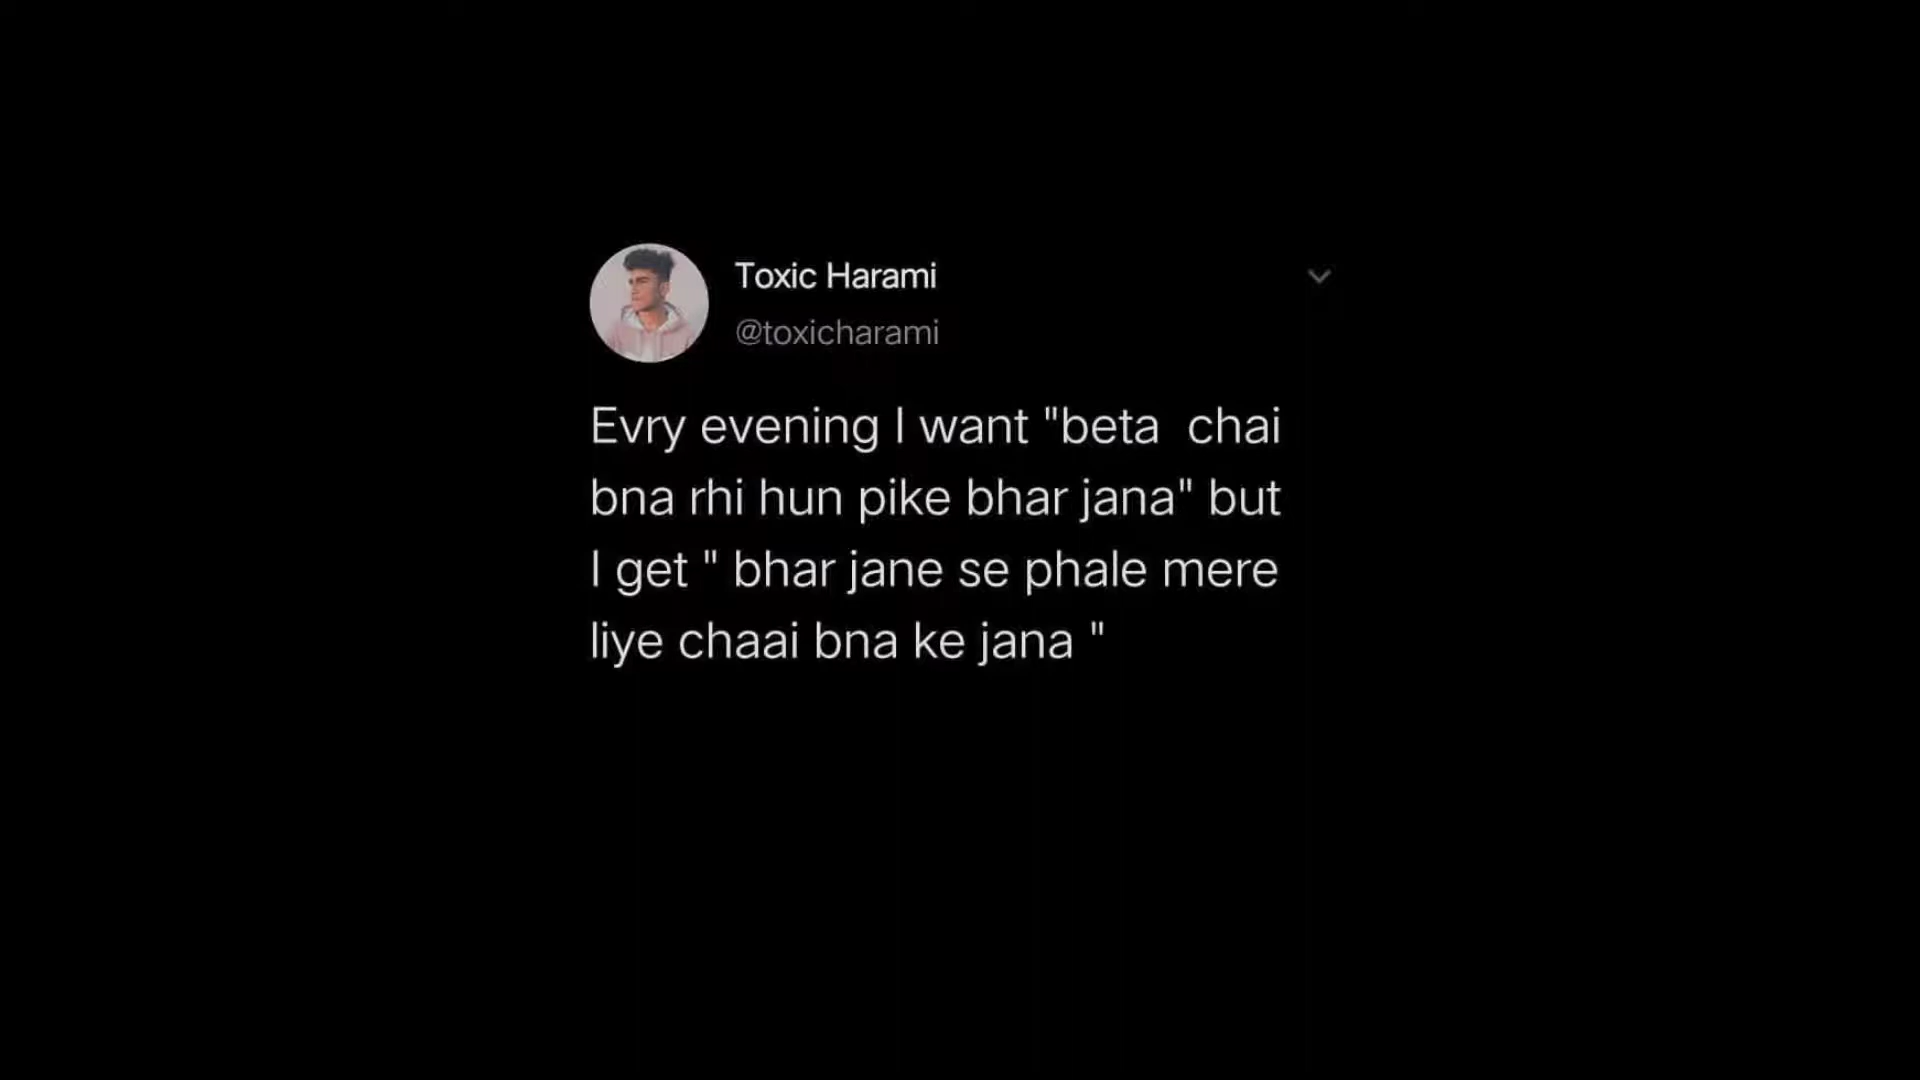 Toxic Harami
@toxicharami
Evry evening I want "beta  chai
bna rhi hun pike bhar jana" but
I get " bhar jane se phale mere
liye chaai bna ke jana "